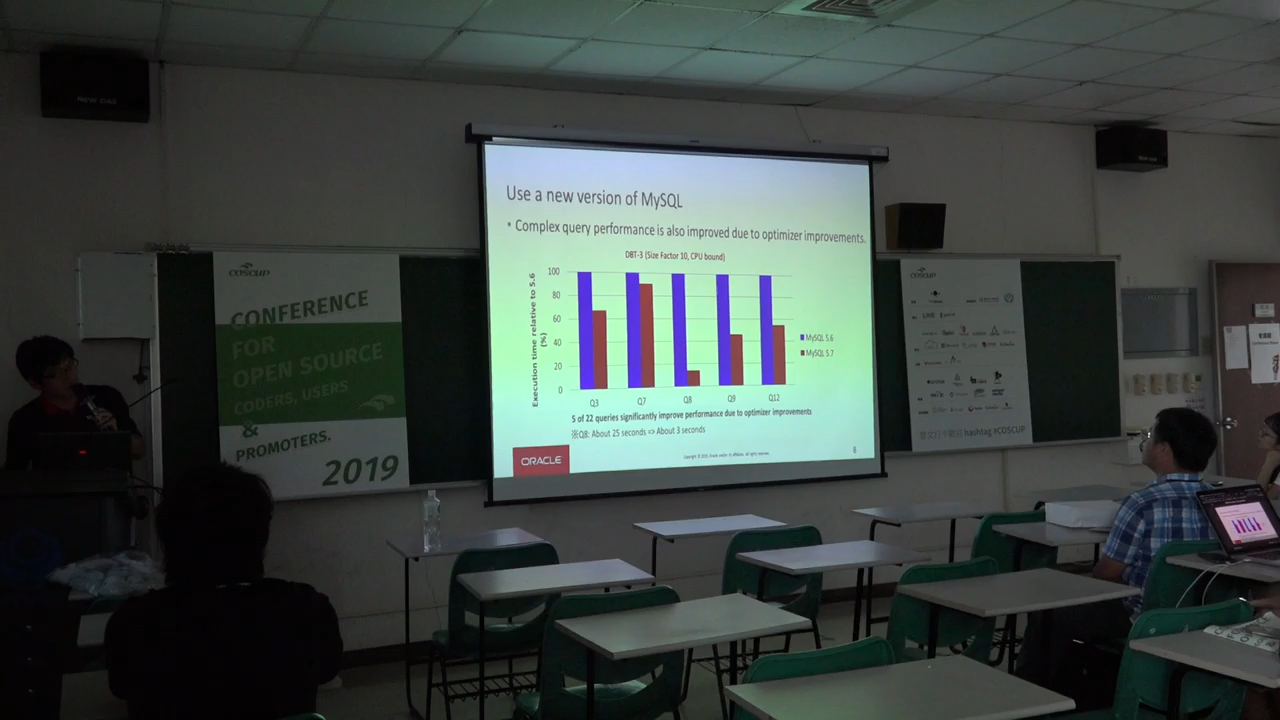 NEW DAS
Use a new version of MySQL
• Complex query performance is also improved due to optimizer improvements.
DBT-3 (Size Factor 10, CPU bound)
Execution time relative to 5.6
(%)
100
80
60
40
20
0
Q3
Q7
Q8
Q9
Q12
MySQL 5.6
MySQL 5.7
5 of 22 queries significantly improve performance due to optimizer improvements
※Q8: About 25 seconds => About 3 seconds
ORACLE
8
COSCUP
CONFERENCE
FOR
OPEN SOURCE
CODERS, USERS
&
PROMOTERS.
2019
COSCUP
hashtag #COSCUP